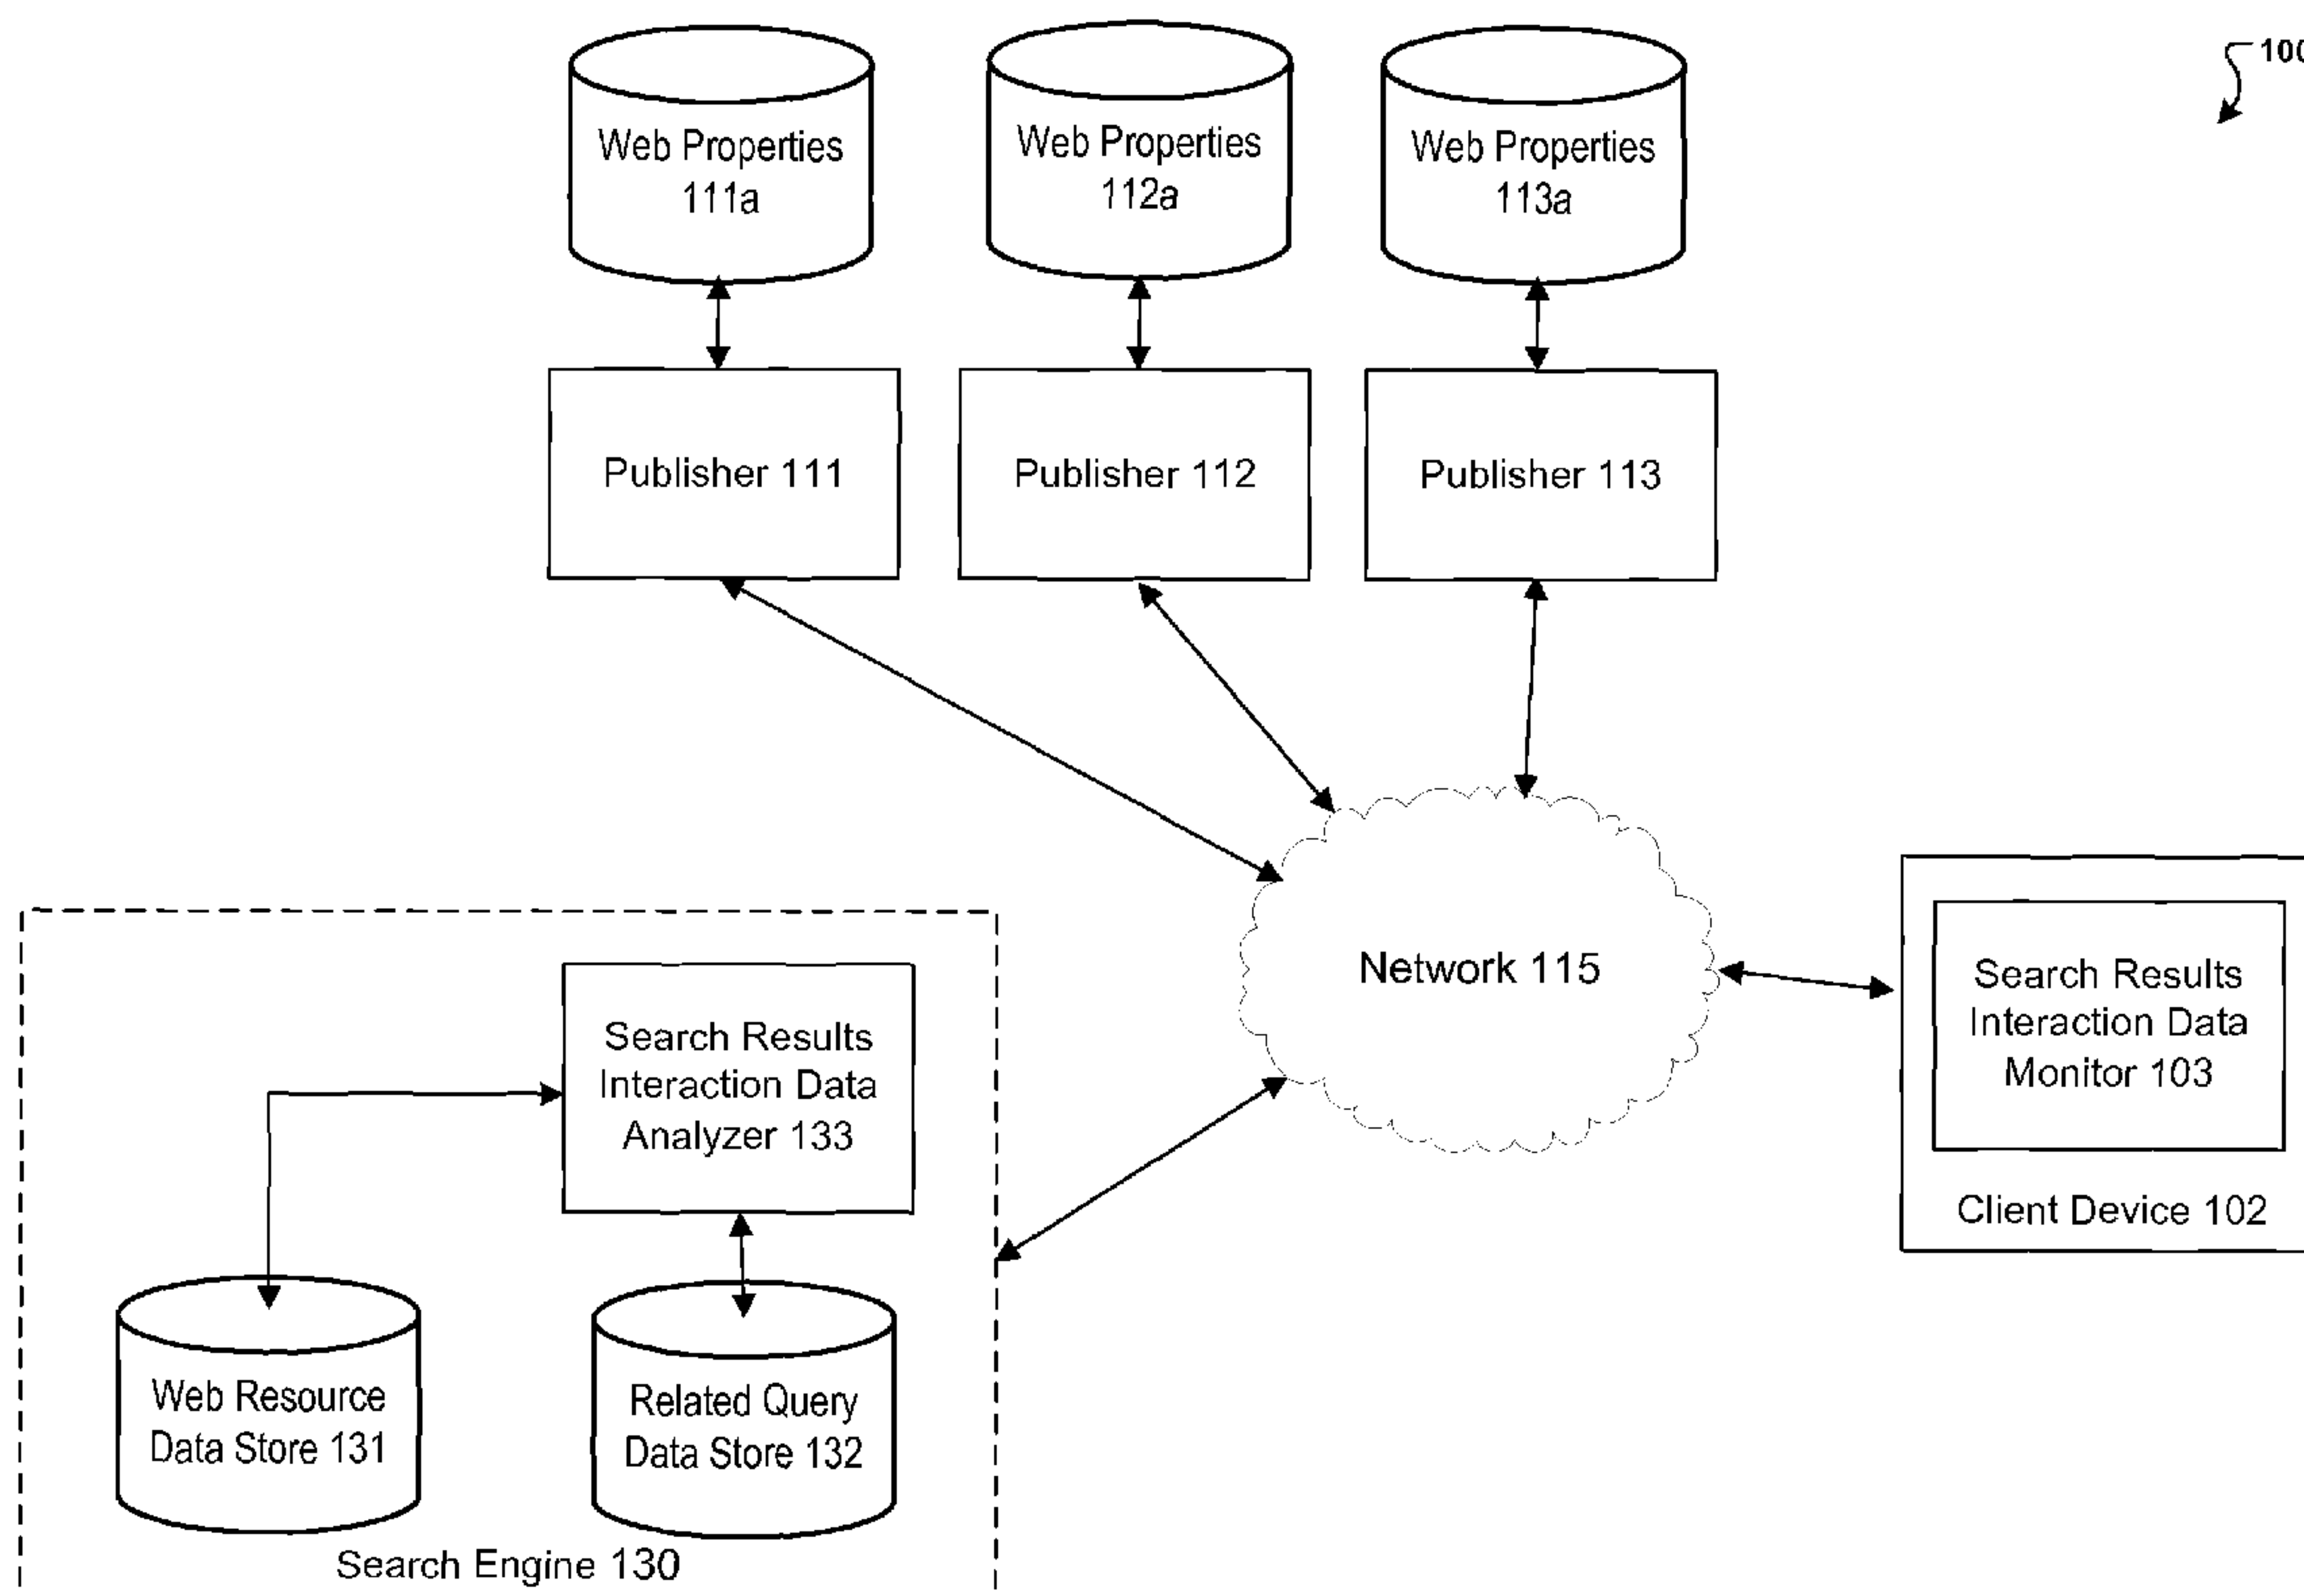 100
Web Properties
111a
Web Properties
112a
Web Properties
113a
Publisher 111
Publisher 112
Publisher 113
Network 115
Search Results
Interaction Data
Monitor 103
Client Device 102
Search Results
Interaction Data
Analyzer 133
Web Resource
Data Store 131
Related Query
Data Store 132
Search Engine 130